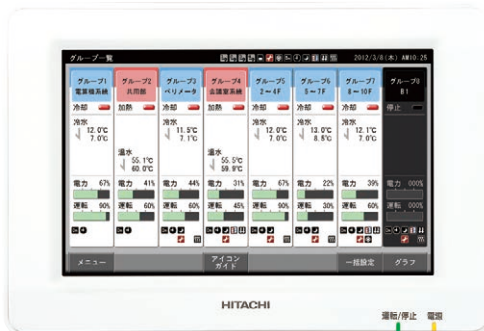 グループ一覧 2012/3/8(木) AM10:25
グループ1 グループ2 グループ3 グループ4 グループ5 グループ6 グループ7 グループ8
電算機系統 共用部 ペリメータ 会議室系統 2～4F 5～7F 8～10F B1
冷却 加熱 冷却 加熱 冷却 冷却 冷却 停止
冷水 冷水 冷水 冷水 冷水
12.0℃ 11.5℃ 12.0℃ 13.0℃ 12.1℃
7.0℃ 7.1℃ 7.0℃ 8.5℃ 7.0℃
温水 温水
55.1℃ 55.5℃
60.0℃ 59.9℃
電力 67% 電力 41% 電力 44% 電力 31% 電力 67% 電力 22% 電力 39% 電力 000%
運転 90% 運転 60% 運転 60% 運転 45% 運転 90% 運転 30% 運転 60% 運転 000%
メニュー アイコン 一括設定 グラフ
ガイド
HITACHI
運転/停止 電源